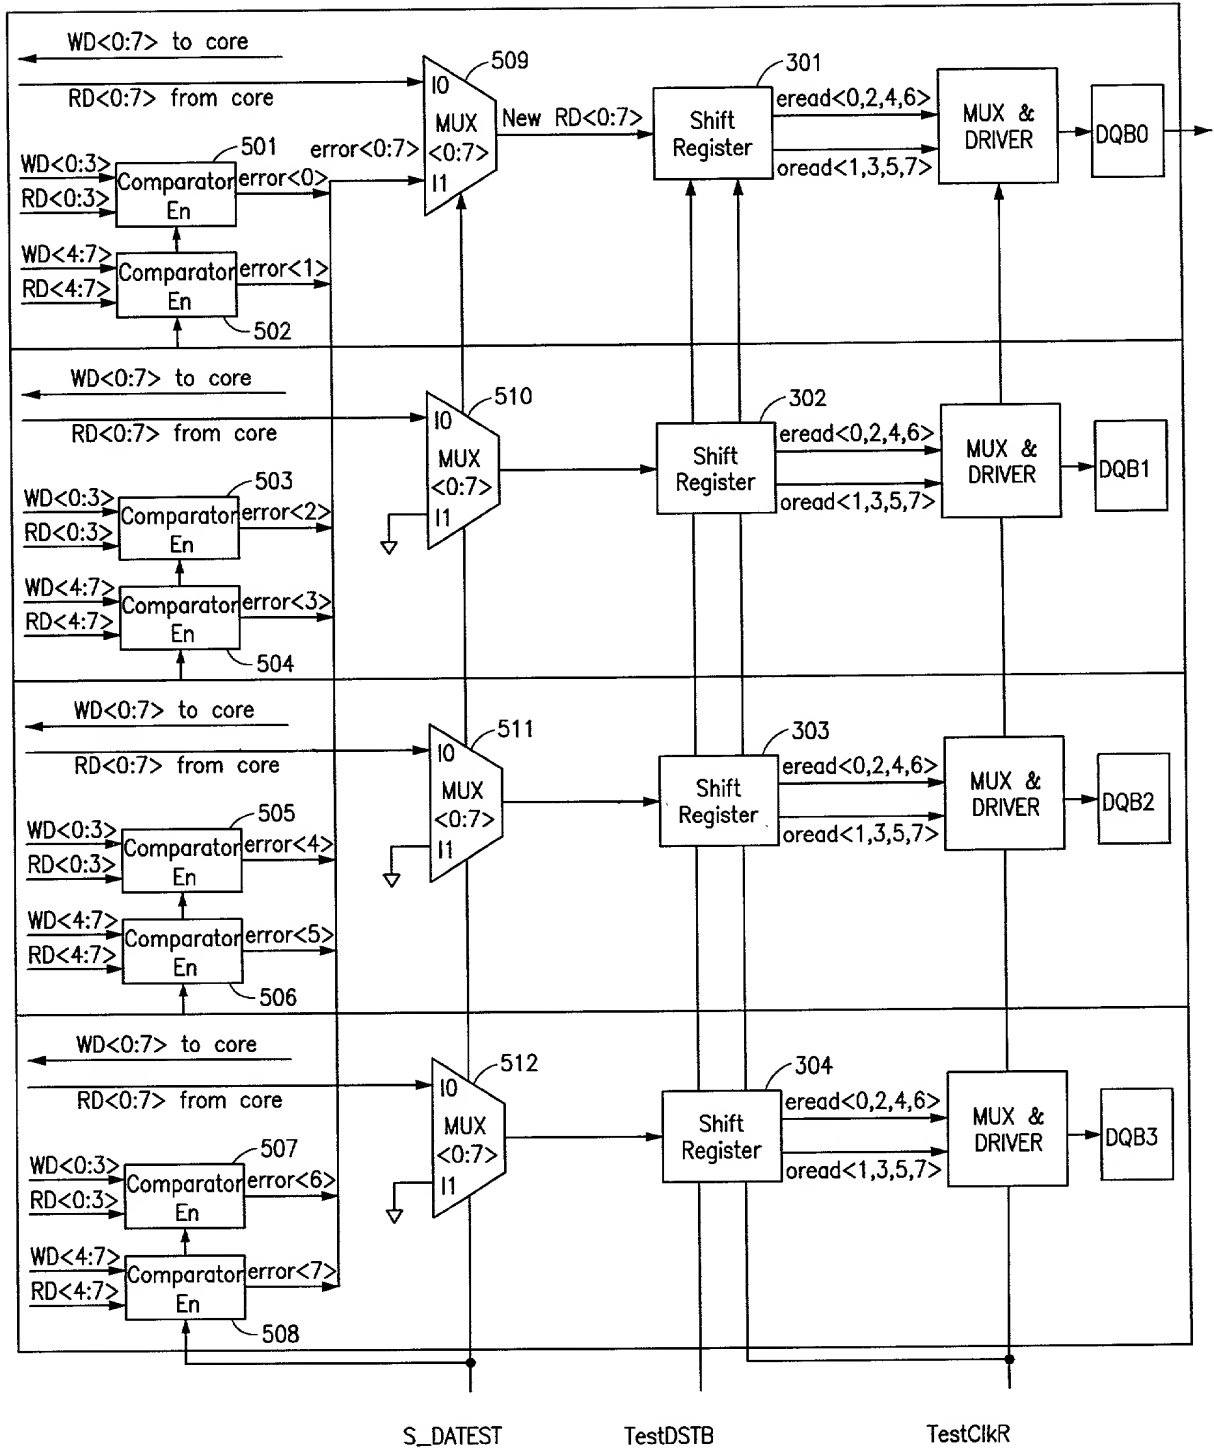 WD<0:7> to core
RD<0:7> from core
509
I0
MUX
<0:7>
I1
New RD<0:7>
301
Shift
Register
eread<0,2,4,6>
oread<1,3,5,7>
MUX &
DRIVER
DQB0
error<0:7>
501
WD<0:3>
RD<0:3>
Comparator
En
error<0>
WD<4:7>
RD<4:7>
Comparator
En
error<1>
502
WD<0:7> to core
RD<0:7> from core
510
I0
MUX
<0:7>
I1
302
Shift
Register
eread<0,2,4,6>
oread<1,3,5,7>
MUX &
DRIVER
DQB1
503
WD<0:3>
RD<0:3>
Comparator
En
error<2>
WD<4:7>
RD<4:7>
Comparator
En
error<3>
504
WD<0:7> to core
RD<0:7> from core
511
I0
MUX
<0:7>
I1
303
Shift
Register
eread<0,2,4,6>
oread<1,3,5,7>
MUX &
DRIVER
DQB2
505
WD<0:3>
RD<0:3>
Comparator
En
error<4>
WD<4:7>
RD<4:7>
Comparator
En
error<5>
506
WD<0:7> to core
RD<0:7> from core
512
I0
MUX
<0:7>
I1
304
Shift
Register
eread<0,2,4,6>
oread<1,3,5,7>
MUX &
DRIVER
DQB3
507
WD<0:3>
RD<0:3>
Comparator
En
error<6>
WD<4:7>
RD<4:7>
Comparator
En
error<7>
508
S_DATEST
TestDSTB
TestClkR